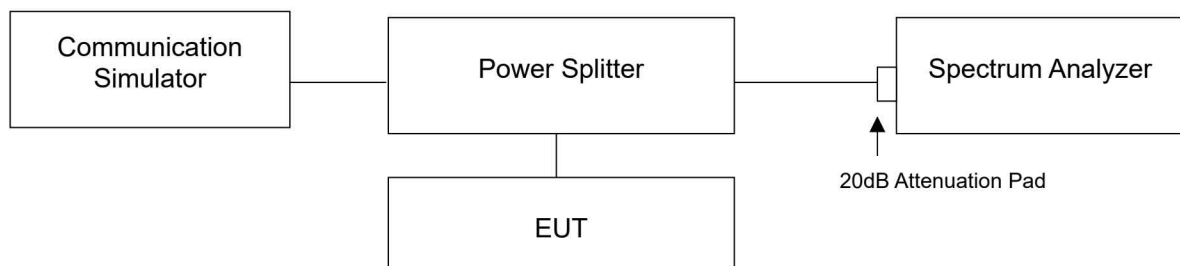 Communication
Simulator
Power Splitter
Spectrum Analyzer
20dB Attenuation Pad
EUT